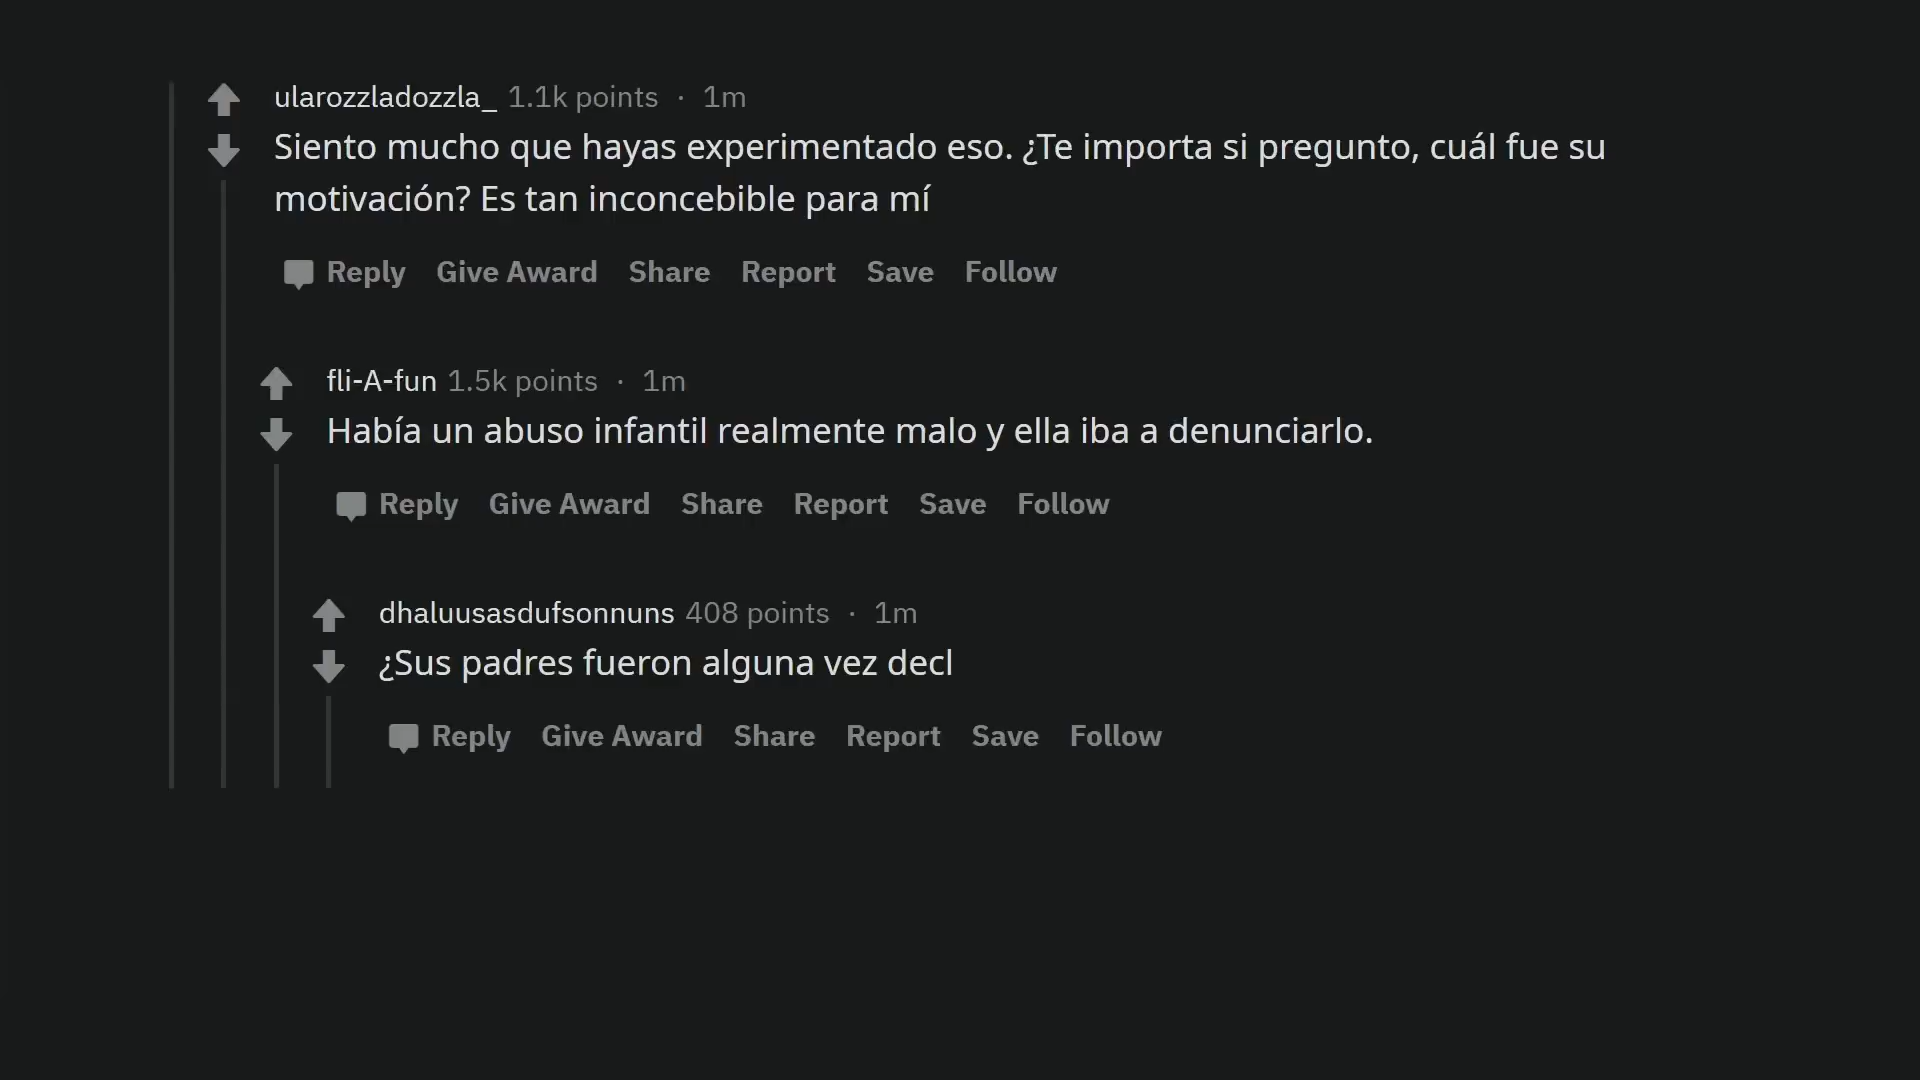 ularozzladozzla_ 1.1k points · 1m
Siento mucho que hayas experimentado eso. ¿Te importa si pregunto, cuál fue su
motivación? Es tan inconcebible para mí
Reply Give Award Share Report Save Follow
fli-A-fun 1.5k points · 1m
Había un abuso infantil realmente malo y ella iba a denunciarlo.
Reply Give Award Share Report Save Follow
dhaluusasdufsonnuns 408 points · 1m
¿Sus padres fueron alguna vez decl
Reply Give Award Share Report Save Follow